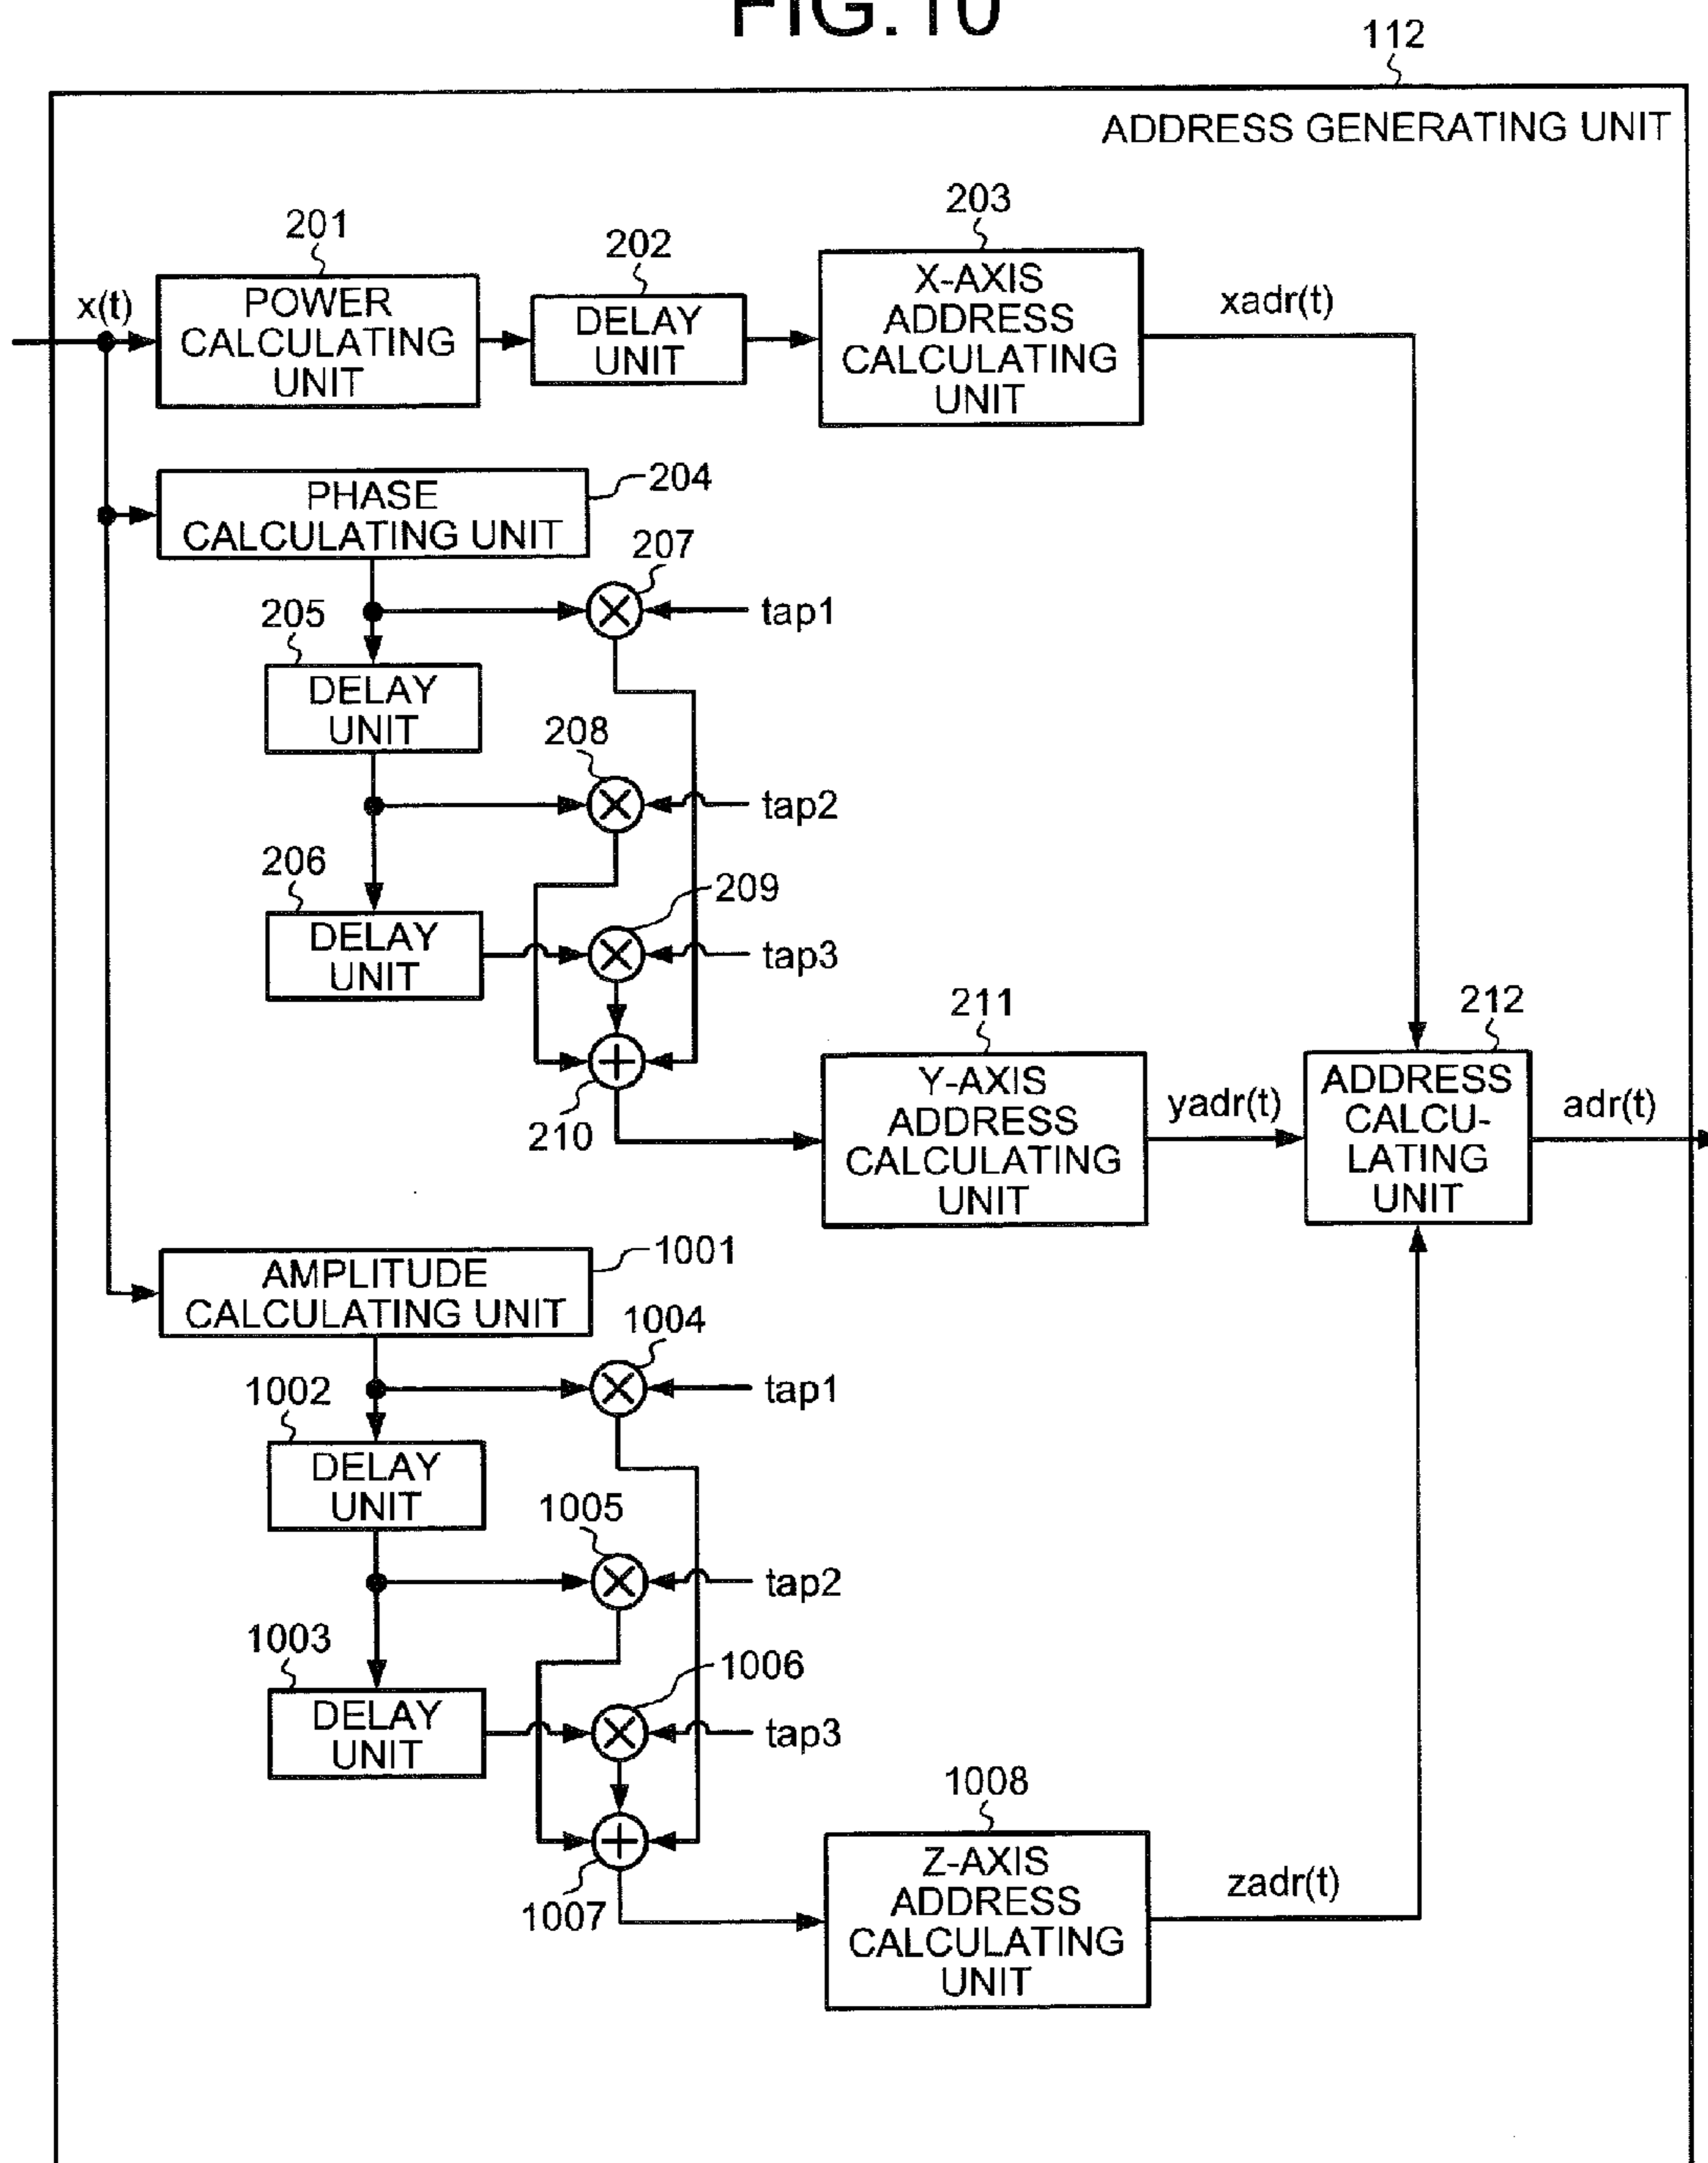 FIG.10
112
ADDRESS GENERATING UNIT
201
202
203
x(t)
POWER
CALCULATING
UNIT
DELAY
UNIT
X-AXIS
ADDRESS
CALCULATING
UNIT
xadr(t)
PHASE
CALCULATING UNIT
204
207
tap1
205
DELAY
UNIT
208
tap2
206
DELAY
UNIT
209
tap3
210
211
Y-AXIS
ADDRESS
CALCULATING
UNIT
yadr(t)
212
ADDRESS
CALCU-
LATING
UNIT
adr(t)
AMPLITUDE
CALCULATING UNIT
1001
1004
tap1
1002
DELAY
UNIT
1005
tap2
1003
DELAY
UNIT
1006
tap3
1007
1008
Z-AXIS
ADDRESS
CALCULATING
UNIT
zadr(t)